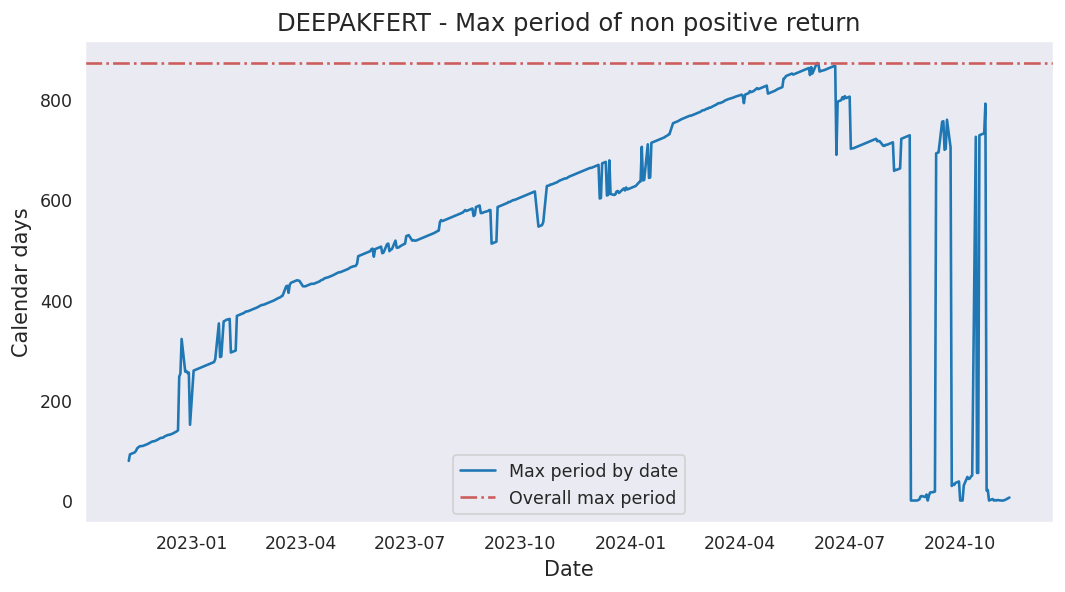 DEEPAKFERT - Max period of non positive return
Calendar days
800
600
400
200
0
Max period by date
Overall max period
2023-01 2023-04 2023-07 2023-10 2024-01 2024-04 2024-07 2024-10
Date